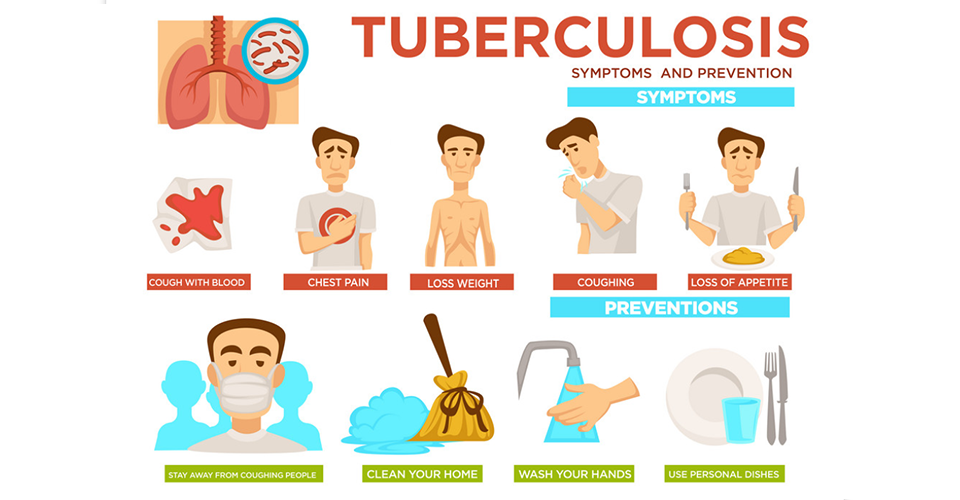 TUBERCULOSIS
SYMPTOMS AND PREVENTION
SYMPTOMS
COUGH WITH BLOOD
CHEST PAIN
LOSS WEIGHT
COUGHING
LOSS OF APPETITE
PREVENTIONS
STAY AWAY FROM COUGHING PEOPLE
CLEAN YOUR HOME
WASH YOUR HANDS
USE PERSONAL DISHES